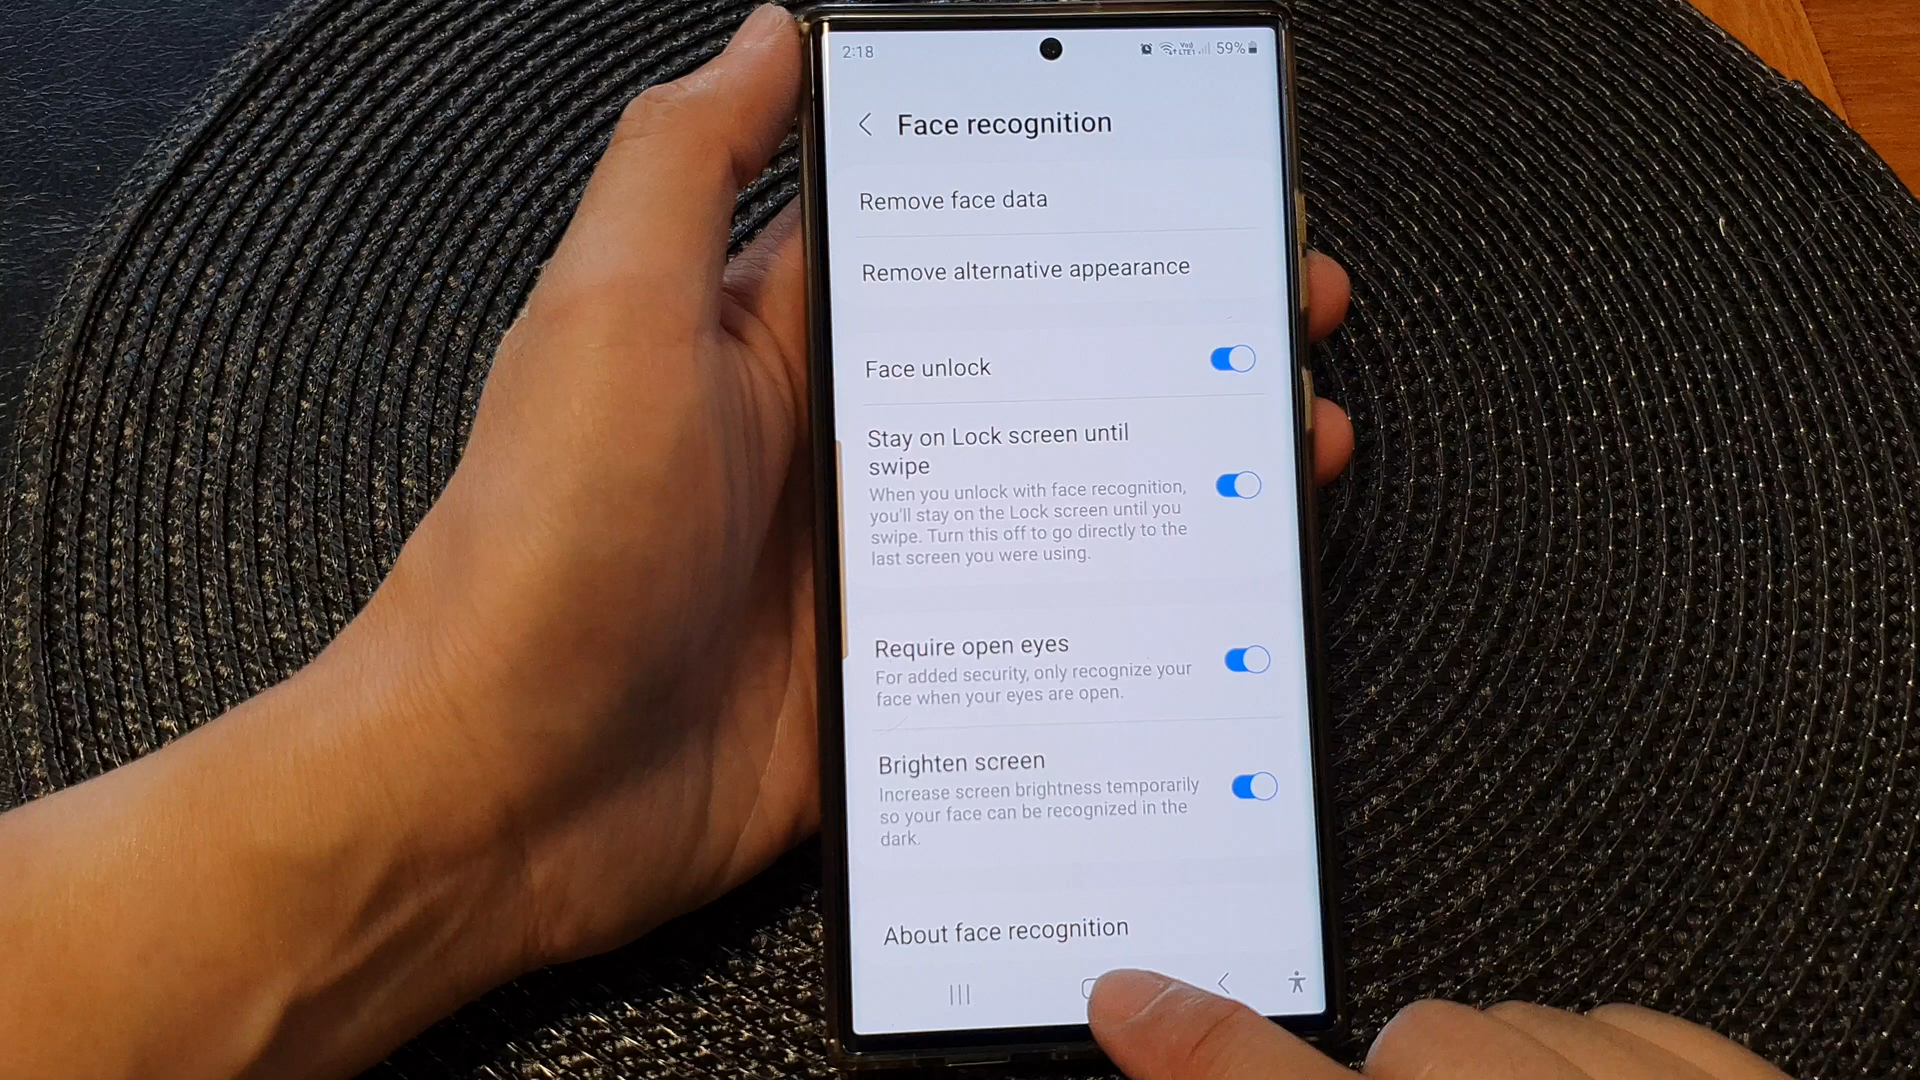 2:18
Vo)
LTE1
59%
Face recognition
Remove face data
Remove alternative appearance
Face unlock
Stay on Lock screen until
swipe
When you unlock with face recognition,
you'll stay on the Lock screen until you
swipe. Turn this off to go directly to the
last screen you were using.
Require open eyes
For added security, only recognize your
face when your eyes are open.
Brighten screen
Increase screen brightness temporarily
so your face can be recognized in the
dark.
About face recognition